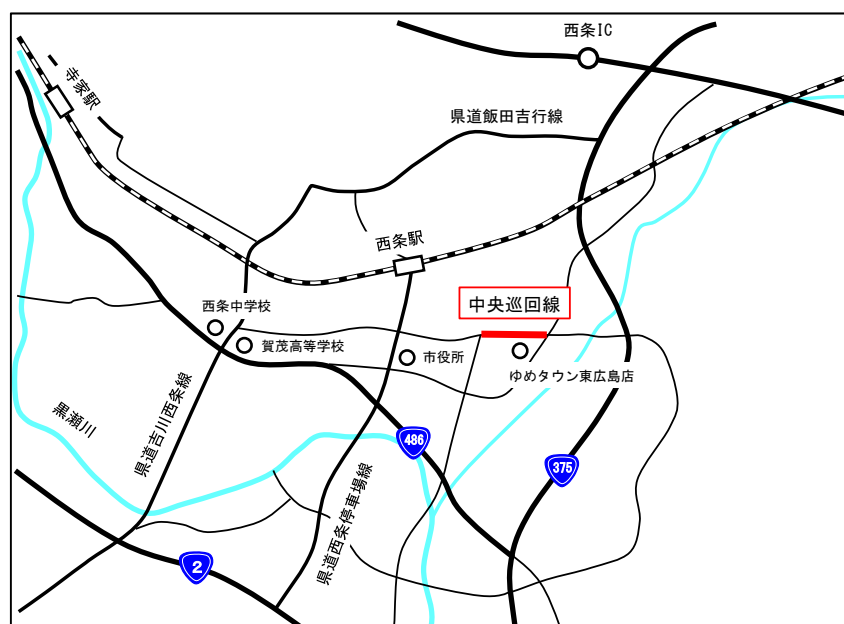 西条IC
寺家駅
県道飯田吉行線
西条駅
中央巡回線
西条中学校
賀茂高等学校
市役所
ゆめタウン東広島店
黒瀬川
県道吉川西条線
486
375
県道西条停車場線
2